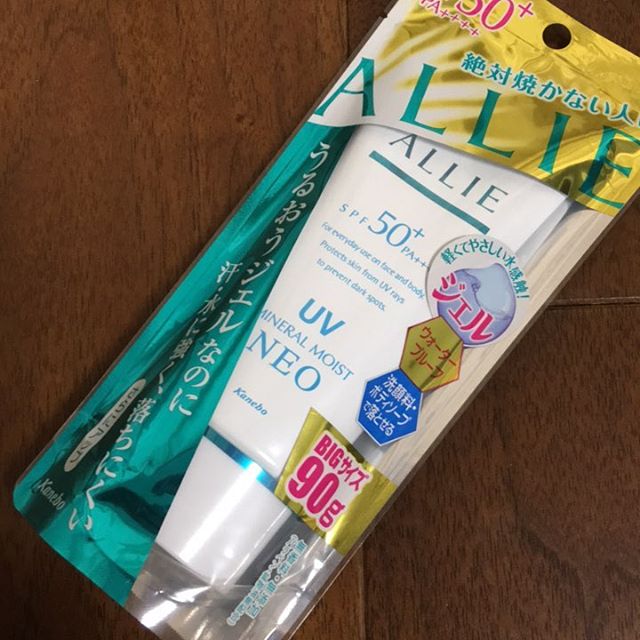 50+
PA++++
絶対焼かない人
ALLIE
ALLIE
SPF50+
PA+++
For everyday use on face and body.
Protects skin from UV rays
to prevent dark spots.
UV
MINERAL MOIST
NEO
Kanebo
軽くてやさしい水感触!
ジェル
ウォーター
プルーフ
洗顔料・
ボディソープ
で落とせる
BIGサイズ
90g
うるおうジェルなのに
汗・水に強く、落ちにくい
Kanebo